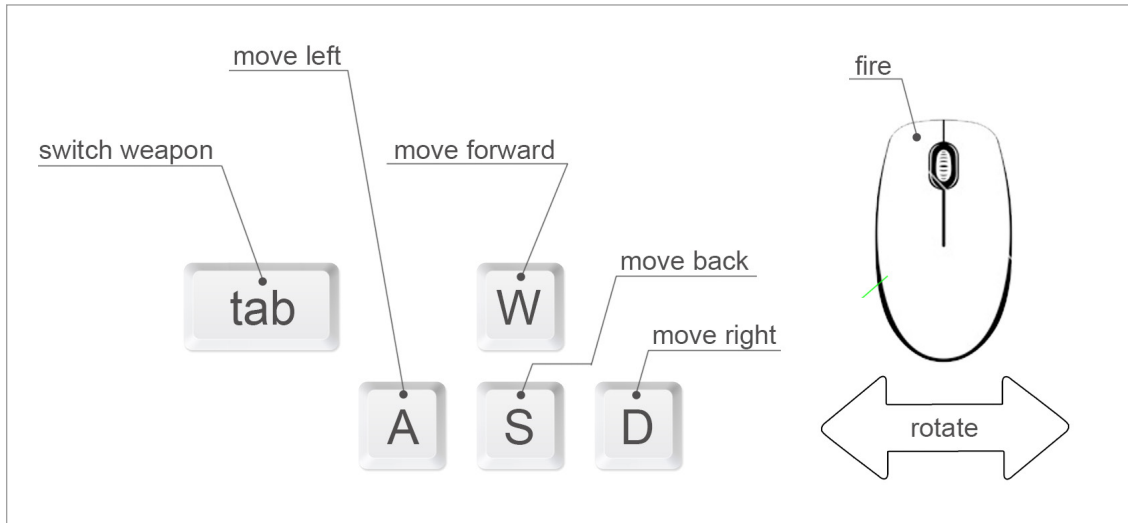 move left
fire
switch weapon
move forward
move back
tab
W
move right
A
S
D
rotate